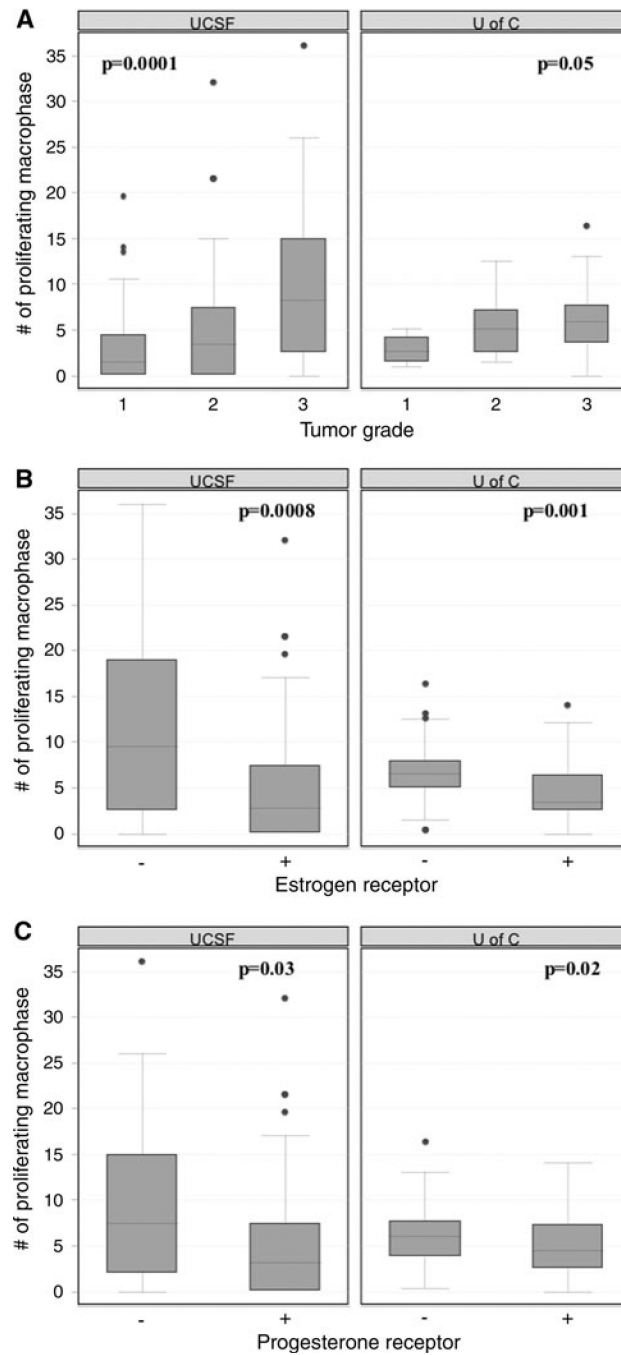 A
UCSF
U of C
# of proliferating macrophase
35
30
25
20
15
10
5
0
p=0.0001
p=0.05
1 2 3 1 2 3
Tumor grade
B
UCSF
U of C
# of proliferating macrophase
35
30
25
20
15
10
5
0
p=0.0008
p=0.001
- + - +
Estrogen receptor
C
UCSF
U of C
# of proliferating macrophase
35
30
25
20
15
10
5
0
p=0.03
p=0.02
- + - +
Progesterone receptor